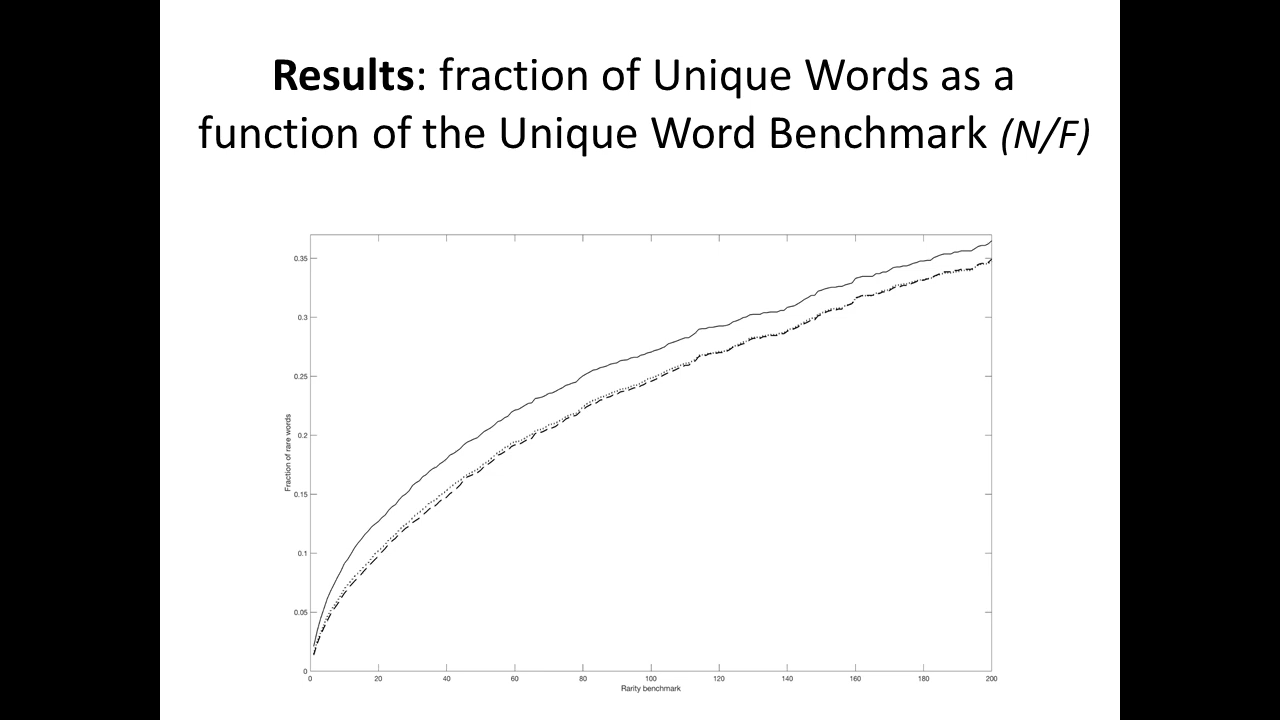 Results: fraction of Unique Words as a
function of the Unique Word Benchmark (N/F)
0.35
0.3
0.25
0.2
0.15
0.1
0.05
0
Fraction of rare words
0 20 40 60 80 100 120 140 160 180 200
Rarity benchmark